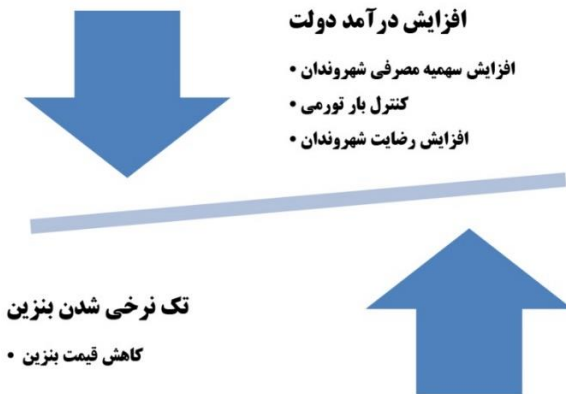 افزایش درآمد دولت
• افزایش سهمیه مصرفی شهروندان
• کنترل بار تورمی
• افزایش رضایت شهروندان
تک نرخی شدن بنزین
• کاهش قیمت بنزین